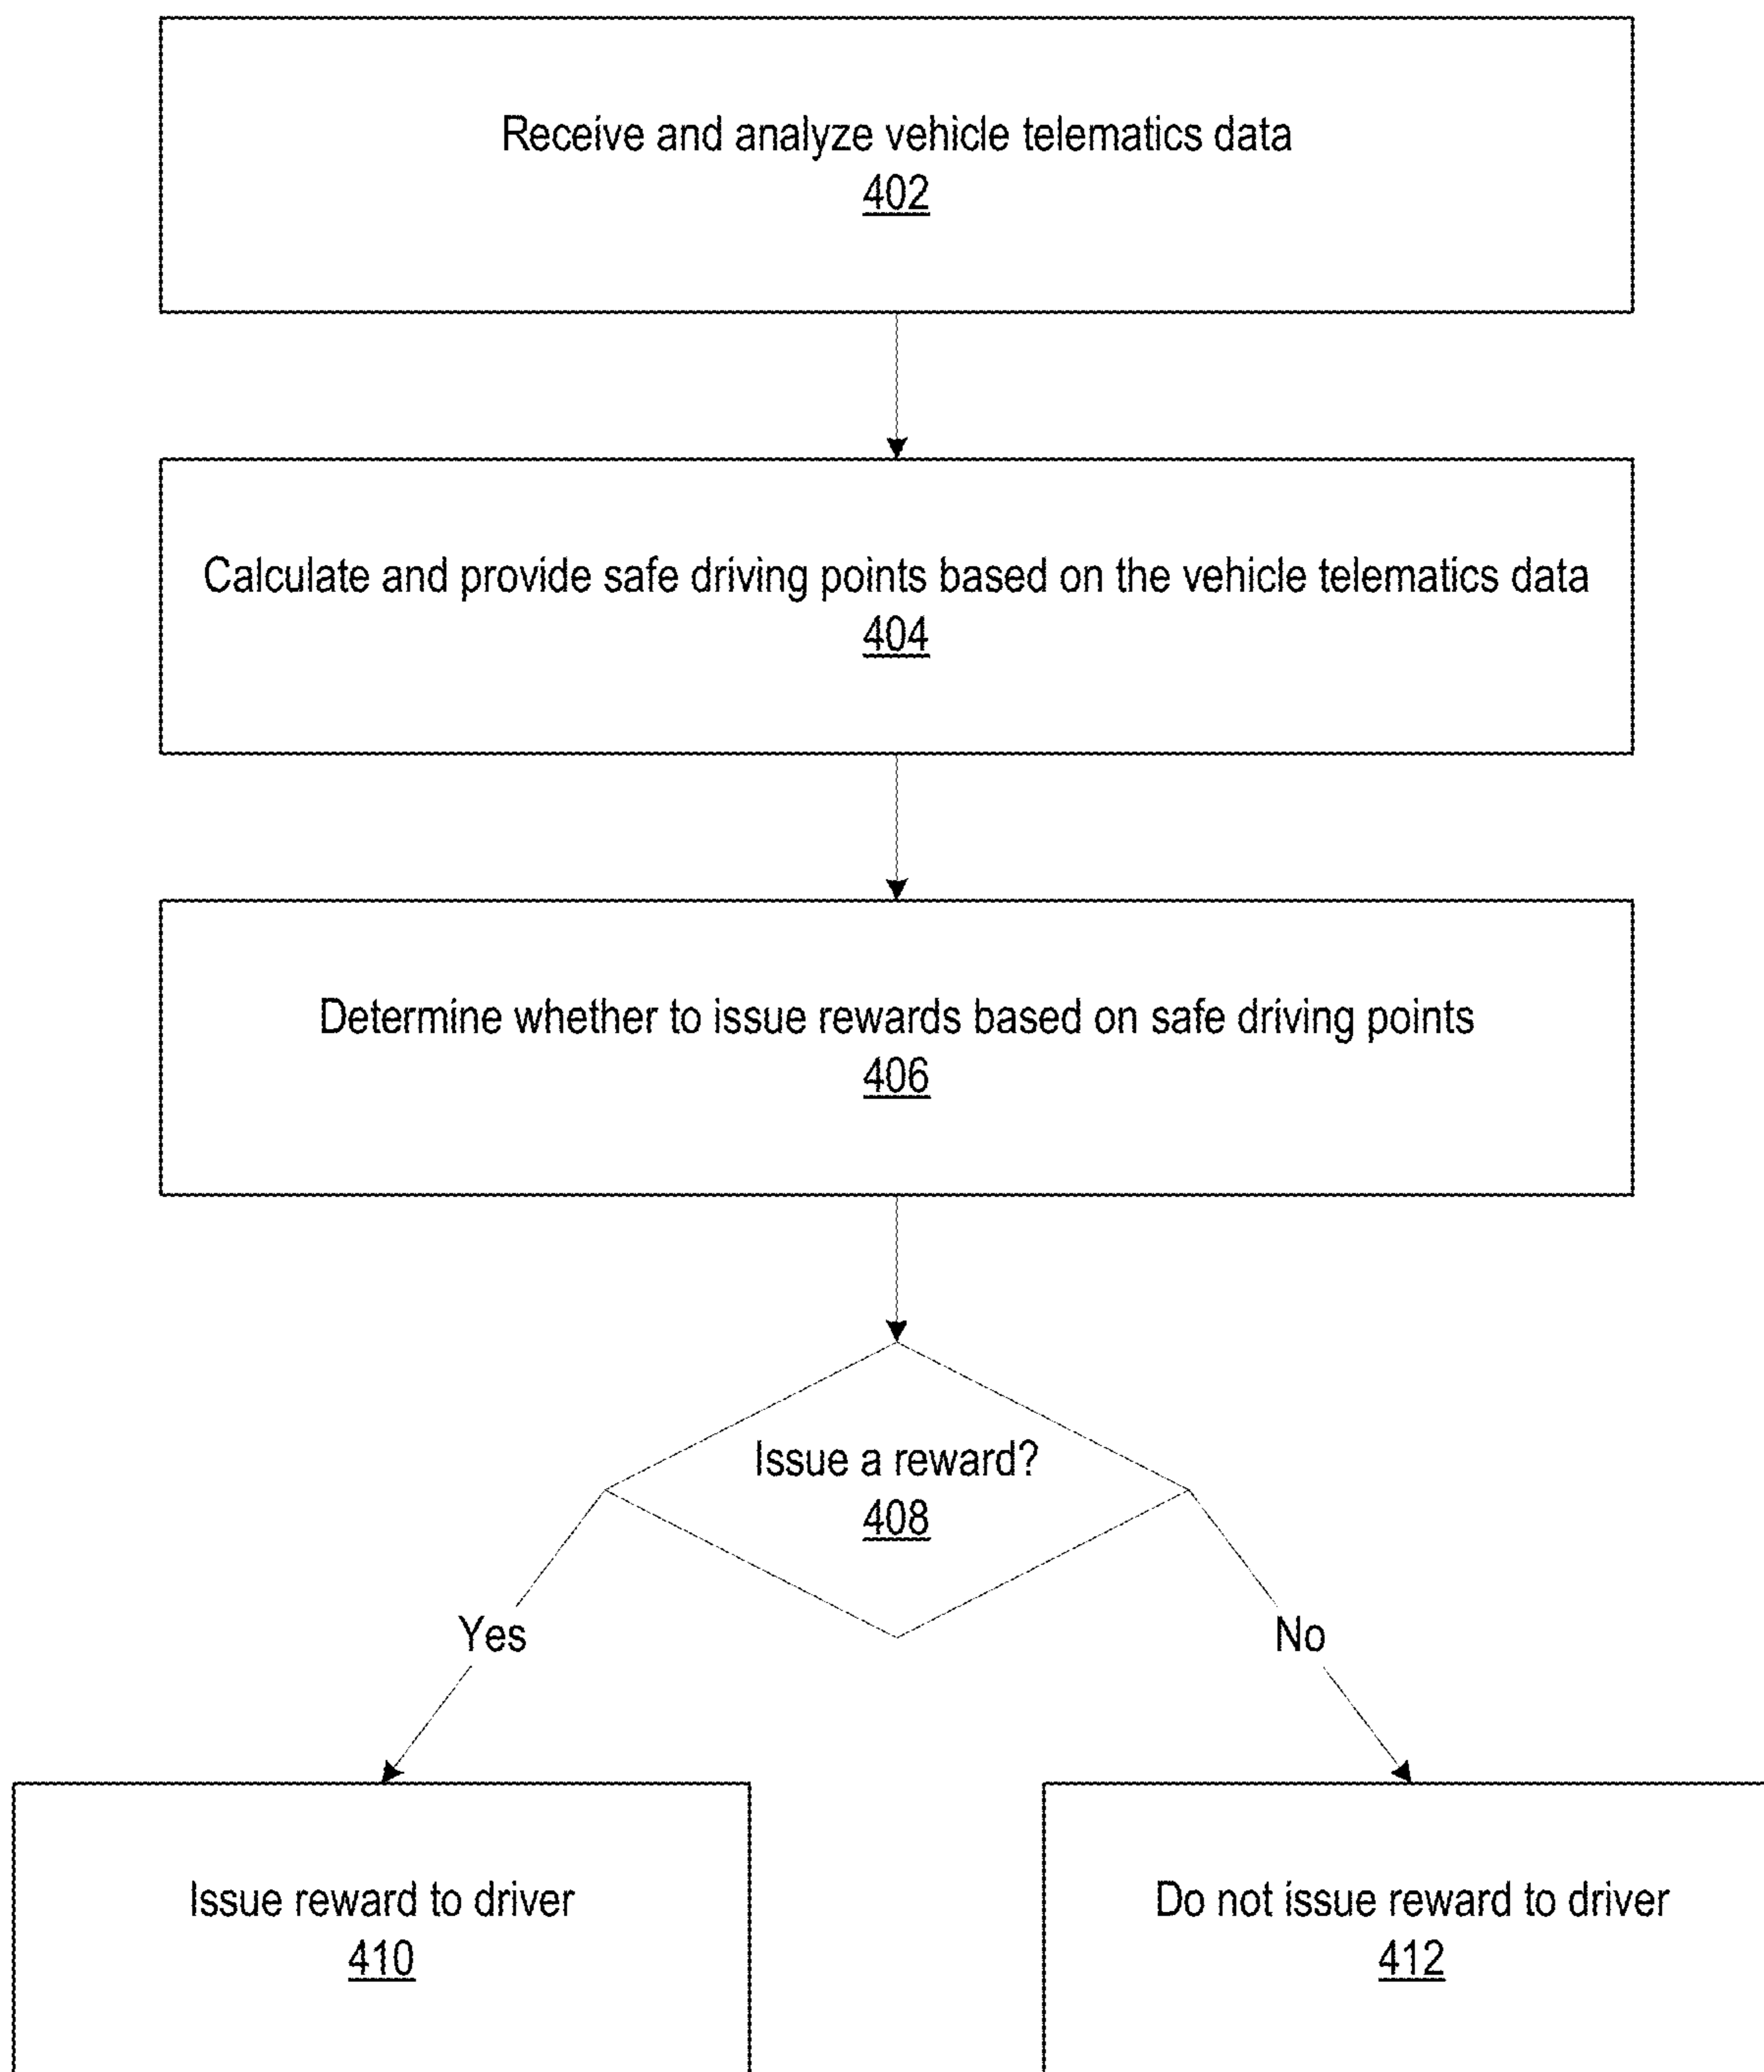 Receive and analyze vehicle telematics data
402
Calculate and provide safe driving points based on the vehicle telematics data
404
Determine whether to issue rewards based on safe driving points
406
Issue a reward?
408
Yes
No
Issue reward to driver
410
Do not issue reward to driver
412